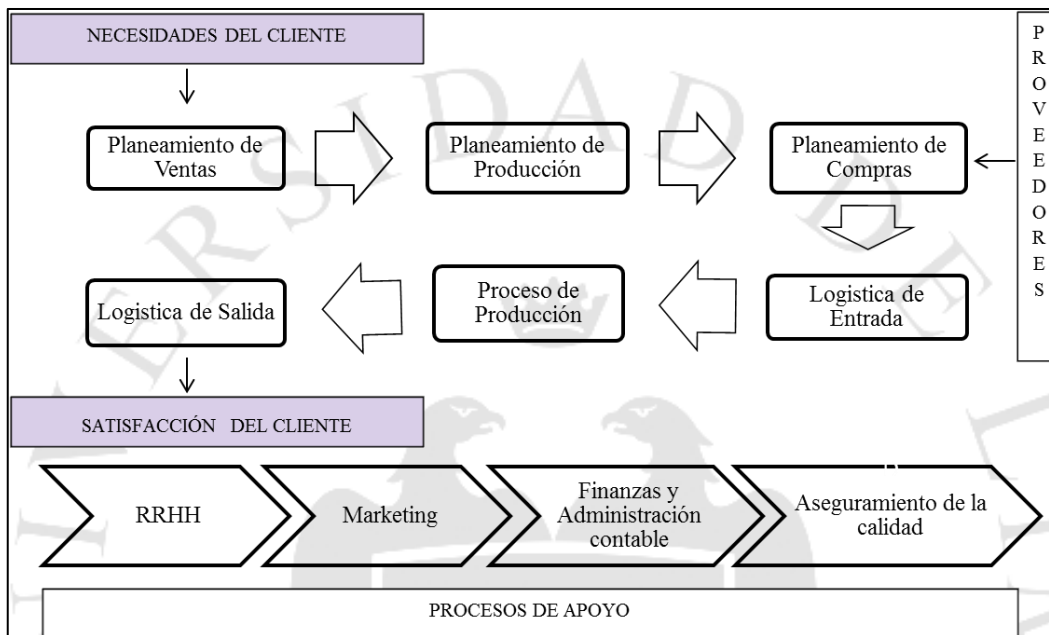 NECESIDADES DEL CLIENTE
PROVEEDORES
Planeamiento de
Ventas
Planeamiento de
Producción
Planeamiento de
Compras
Logistica de Salida
Proceso de
Producción
Logistica de
Entrada
SATISFACCIÓN DEL CLIENTE
RRHH
Marketing
Finanzas y
Administración
contable
Aseguramiento de la
calidad
PROCESOS DE APOYO